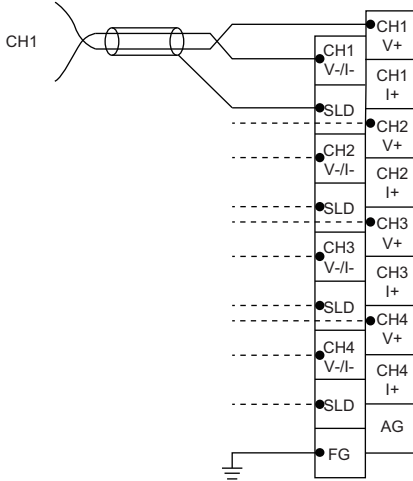 CH1
CH1
V+
CH1
V-/I-
CH1
I+
SLD
CH2
V+
CH2
V-/I-
CH2
I+
SLD
CH3
V+
CH3
V-/I-
CH3
I+
SLD
CH4
V+
CH4
V-/I-
CH4
I+
SLD
AG
FG